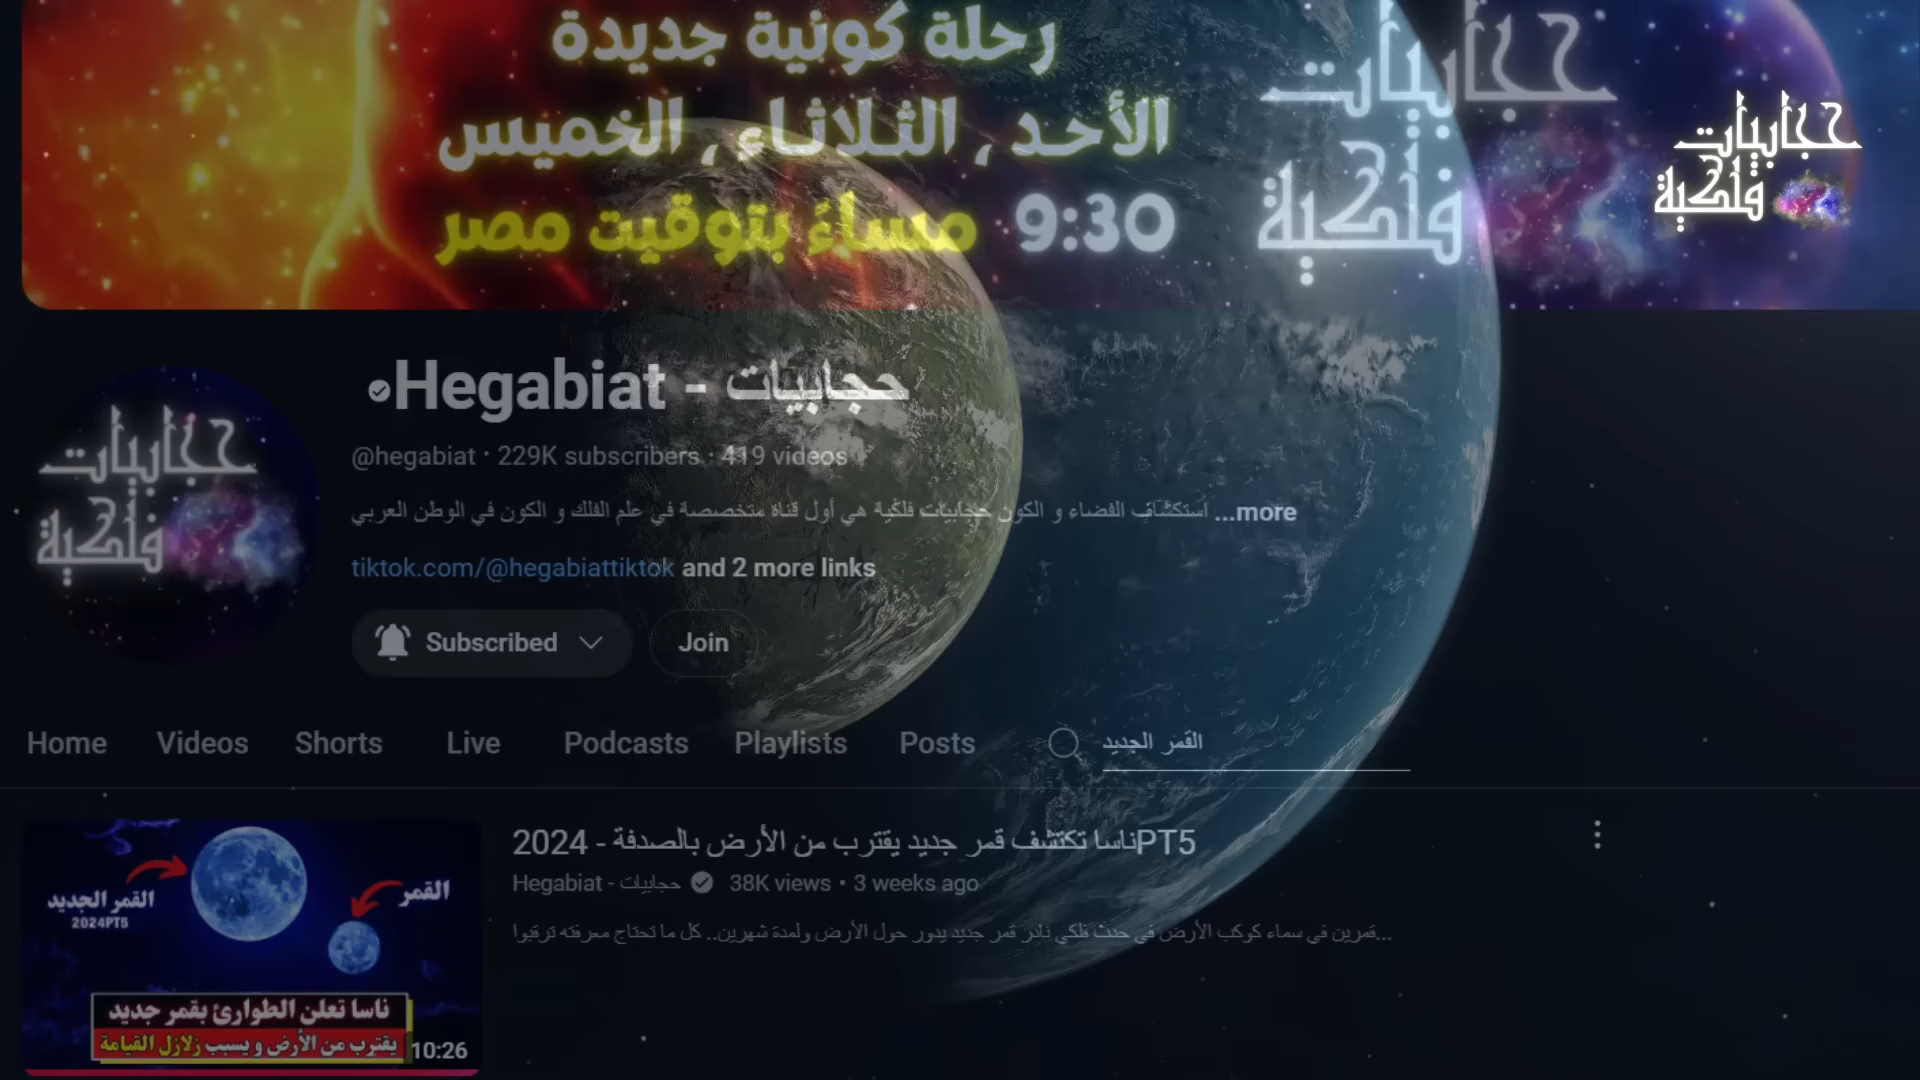 رحلة كونية جديدة
الأحد , الثلاثاء , الخميس
9:30 مساءً بتوقيت مصر
حجابيات
فلكية
حجابيات
فلكية
Hegabiat - حجابيات
@hegabiat · 229K subscribers · 419 videos
استكشاف الفضاء و الكون حجابيات فلكية هي أول قناة متخصصة في علم الفلك و الكون في الوطن العربي ...more
tiktok.com/@hegabiattiktok and 2 more links
حجابيات
فلكية
Subscribed
Join
Home Videos Shorts Live Podcasts Playlists Posts القمر الجديد
ناسا تكتشف قمر جديد يقترب من الأرض بالصدفة - 2024PT5
Hegabiat - حجابيات 38K views • 3 weeks ago
قمرين في سماء كوكب الأرض في حدث فلكي نادر قمر جديد يدور حول الأرض ولمدة شهرين.. كل ما تحتاج معرفته ترقبوا...
القمر
القمر الجديد
2024PT5
ناسا تعلن الطوارئ بقمر جديد
يقترب من الأرض و يسبب زلازل القيامة
10:26